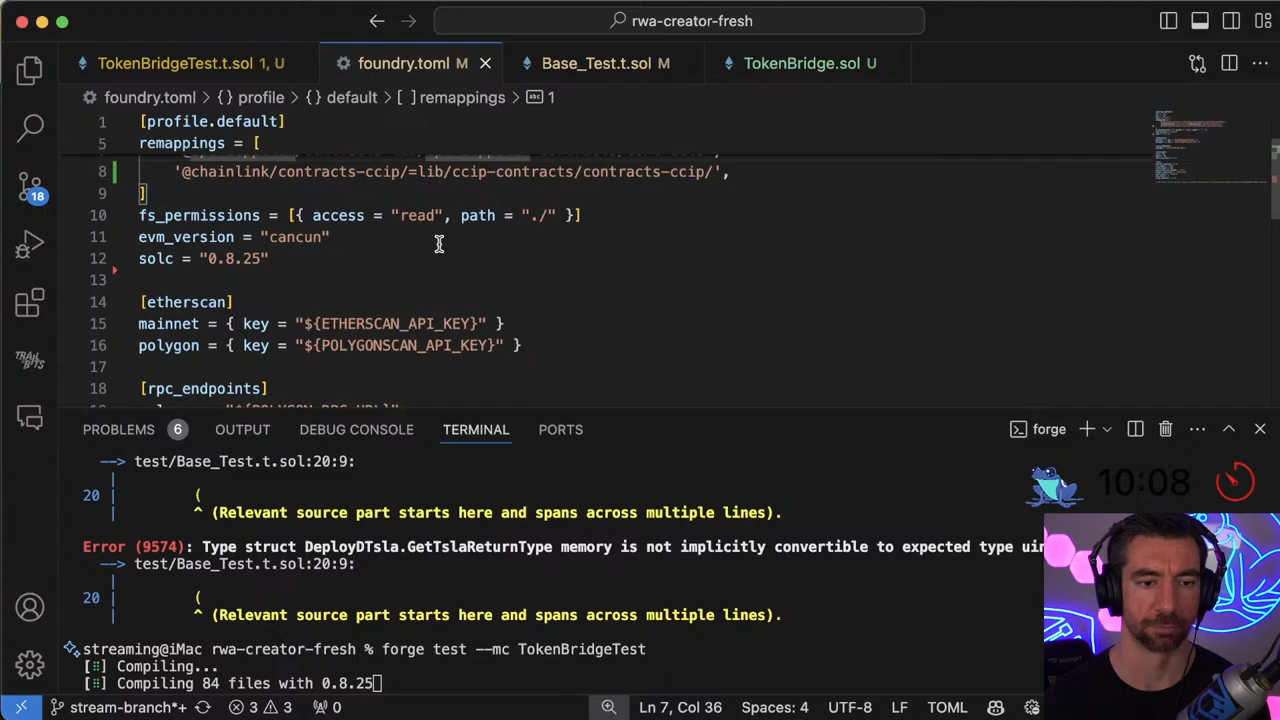 rwa-creator-fresh
TokenBridgeTest.t.sol 1, U
foundry.toml M
Base_Test.t.sol M
TokenBridge.sol U
foundry.toml > {} profile > {} default > [ ] remappings > abc 1
1 [profile.default]
5 remappings = [
8 '@chainlink/contracts-ccip/=lib/ccip-contracts/contracts-ccip/',
9 ]
10 fs_permissions = [{ access = "read", path = "./" }]
11 evm_version = "cancun"
12 solc = "0.8.25"
13
14 [etherscan]
15 mainnet = { key = "${ETHERSCAN_API_KEY}" }
16 polygon = { key = "${POLYGONSCAN_API_KEY}" }
17
18 [rpc_endpoints]
18
TRAIL OF BITS
PROBLEMS 6 OUTPUT DEBUG CONSOLE TERMINAL PORTS
forge
--> test/Base_Test.t.sol:20:9:
|
20 | (
| ^ (Relevant source part starts here and spans across multiple lines).
Error (9574): Type struct DeployDTsla.GetTslaReturnType memory is not implicitly convertible to expected type
--> test/Base_Test.t.sol:20:9:
|
20 | (
| ^ (Relevant source part starts here and spans across multiple lines).
streaming@iMac rwa-creator-fresh % forge test --mc TokenBridgeTest
[⠿] Compiling...
[⠿] Compiling 84 files with 0.8.25
10:08
streaming-branch*+ 3 3 0
Ln 7, Col 36 Spaces: 4 UTF-8 LF TOML